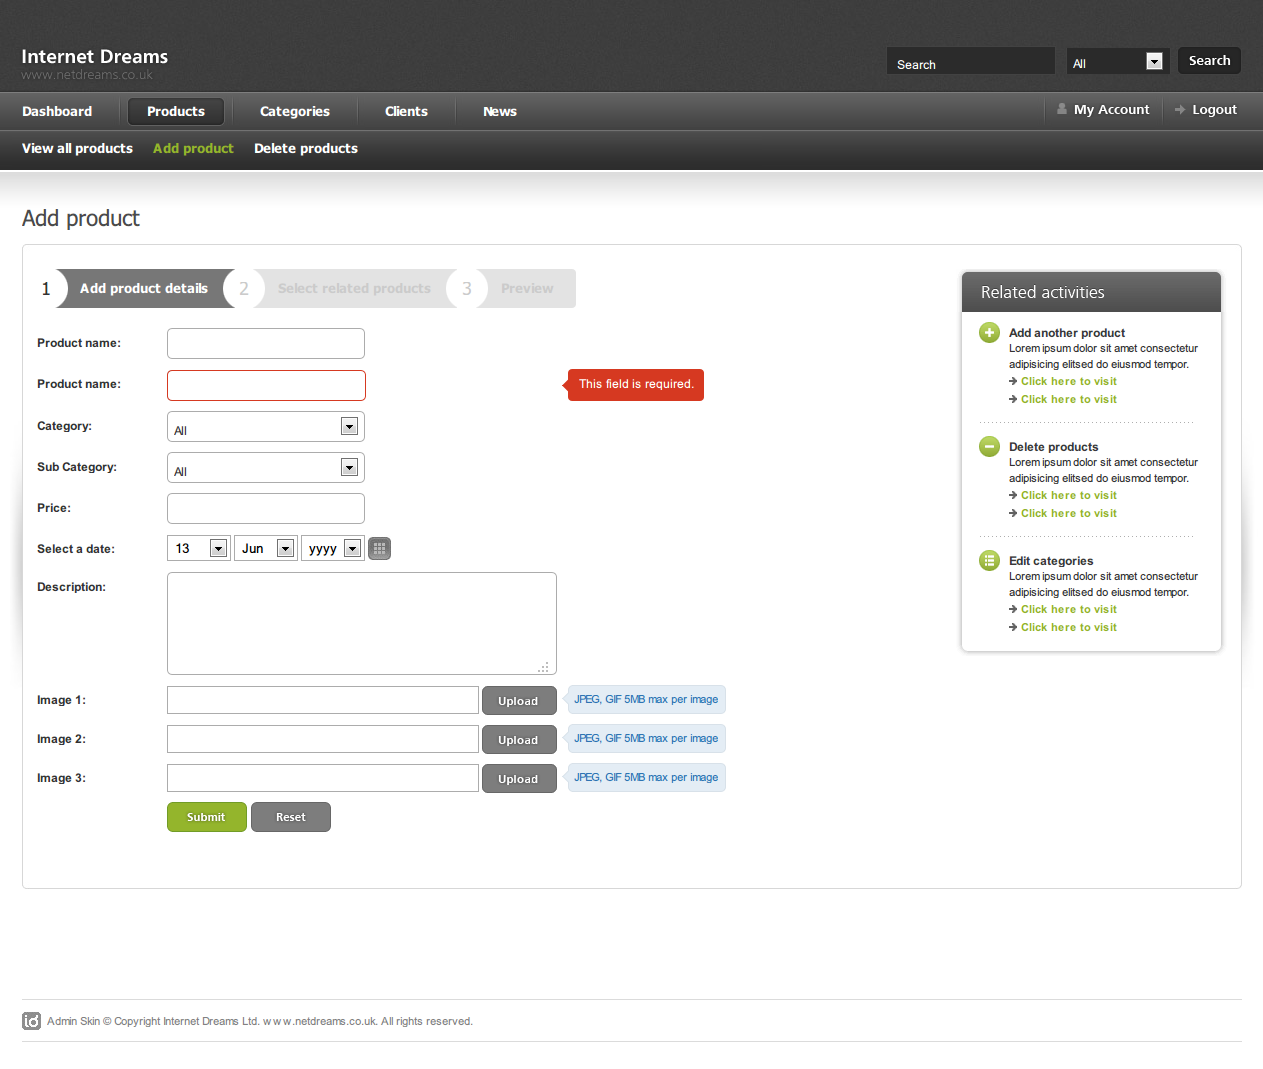 Internet Dreams
www.netdreams.co.uk
Search All Search
Dashboard Products Categories Clients News My Account Logout
View all products Add product Delete products
Add product
1 Add product details 2 Select related products 3 Preview
Product name:
Product name: This field is required.
Category: All
Sub Category: All
Price:
Select a date: 13 Jun yyyy
Description:
Image 1: Upload JPEG, GIF 5MB max per image
Image 2: Upload JPEG, GIF 5MB max per image
Image 3: Upload JPEG, GIF 5MB max per image
Submit Reset
Related activities
Add another product
Lorem ipsum dolor sit amet consectetur
adipisicing elitsed do eiusmod tempor.
Click here to visit
Click here to visit
Delete products
Lorem ipsum dolor sit amet consectetur
adipisicing elitsed do eiusmod tempor.
Click here to visit
Click here to visit
Edit categories
Lorem ipsum dolor sit amet consectetur
adipisicing elitsed do eiusmod tempor.
Click here to visit
Click here to visit
id Admin Skin © Copyright Internet Dreams Ltd. www.netdreams.co.uk. All rights reserved.